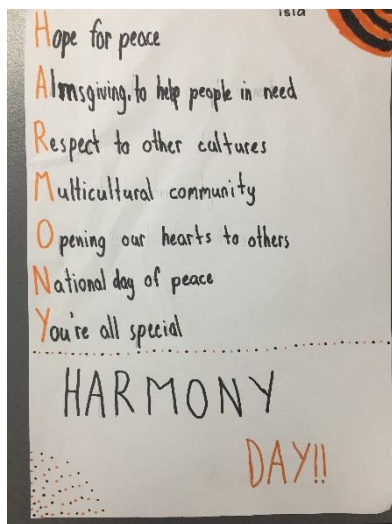 Isla
Hope for peace
Almsgiving. to help people in need
Respect to other cultures
Multicultural community
Opening our hearts to others
National day of peace
You're all special
HARMONY
DAY!!